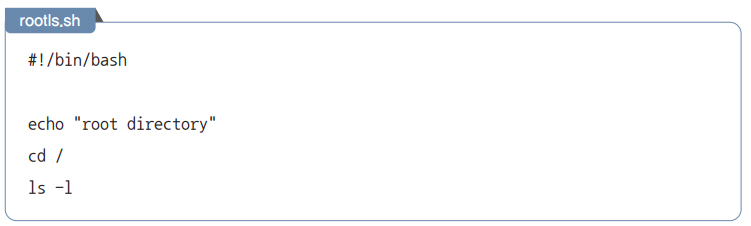 rootls.sh
#!/bin/bash
echo "root directory"
cd /
ls -l